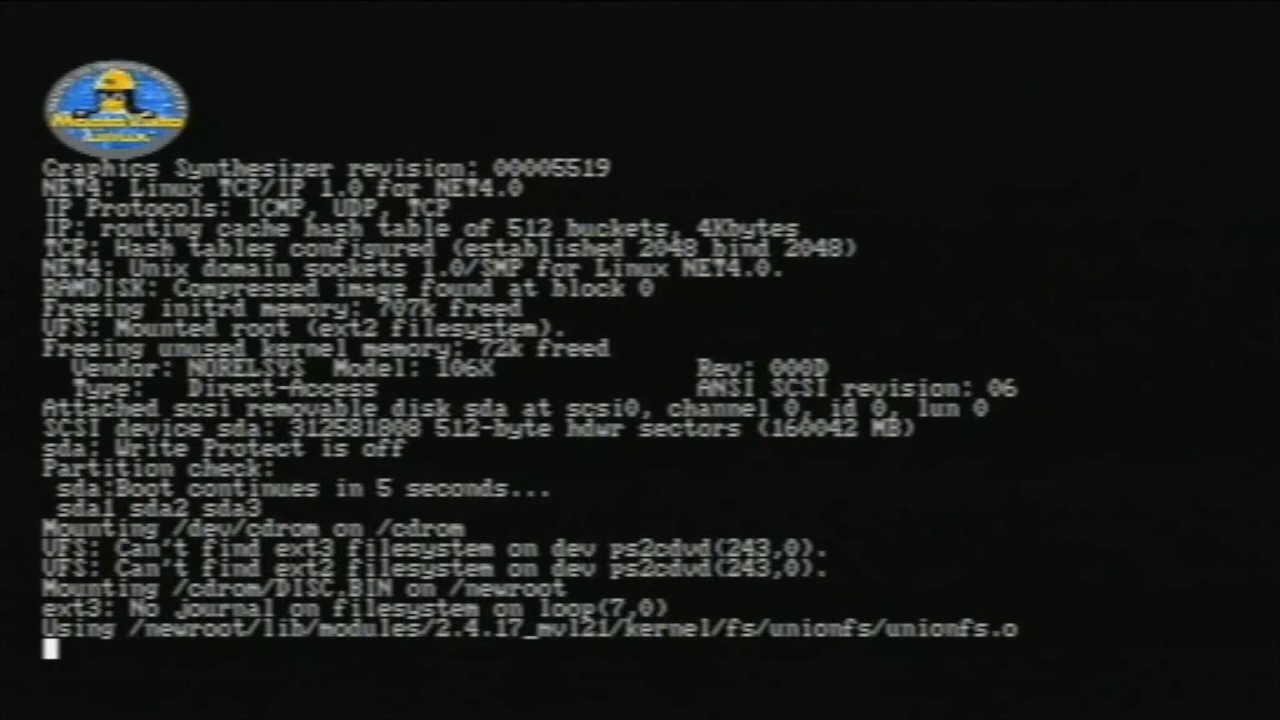 MontaVista
Linux
Graphics Synthesizer revision: 00005519
NET4: Linux TCP/IP 1.0 for NET4.0
IP Protocols: ICMP, UDP, TCP
IP: routing cache hash table of 512 buckets, 4Kbytes
TCP: Hash tables configured (established 2048 bind 2048)
NET4: Unix domain sockets 1.0/SMP for Linux NET4.0.
RAMDISK: Compressed image found at block 0
Freeing initrd memory: 707k freed
VFS: Mounted root (ext2 filesystem).
Freeing unused kernel memory: 72k freed
Vendor: NORELSYS Model: 106X Rev: 000D
Type: Direct-Access ANSI SCSI revision: 06
Attached scsi removable disk sda at scsi0, channel 0, id 0, lun 0
SCSI device sda: 312581808 512-byte hdwr sectors (160042 MB)
sda: Write Protect is off
Partition check:
sda:Boot continues in 5 seconds...
sda1 sda2 sda3
Mounting /dev/cdrom on /cdrom
VFS: Can't find ext3 filesystem on dev ps2cdvd(243,0).
VFS: Can't find ext2 filesystem on dev ps2cdvd(243,0).
Mounting /cdrom/DISC.BIN on /newroot
ext3: No journal on filesystem on loop(7,0)
Using /newroot/lib/modules/2.4.17_mvl21/kernel/fs/unionfs/unionfs.o